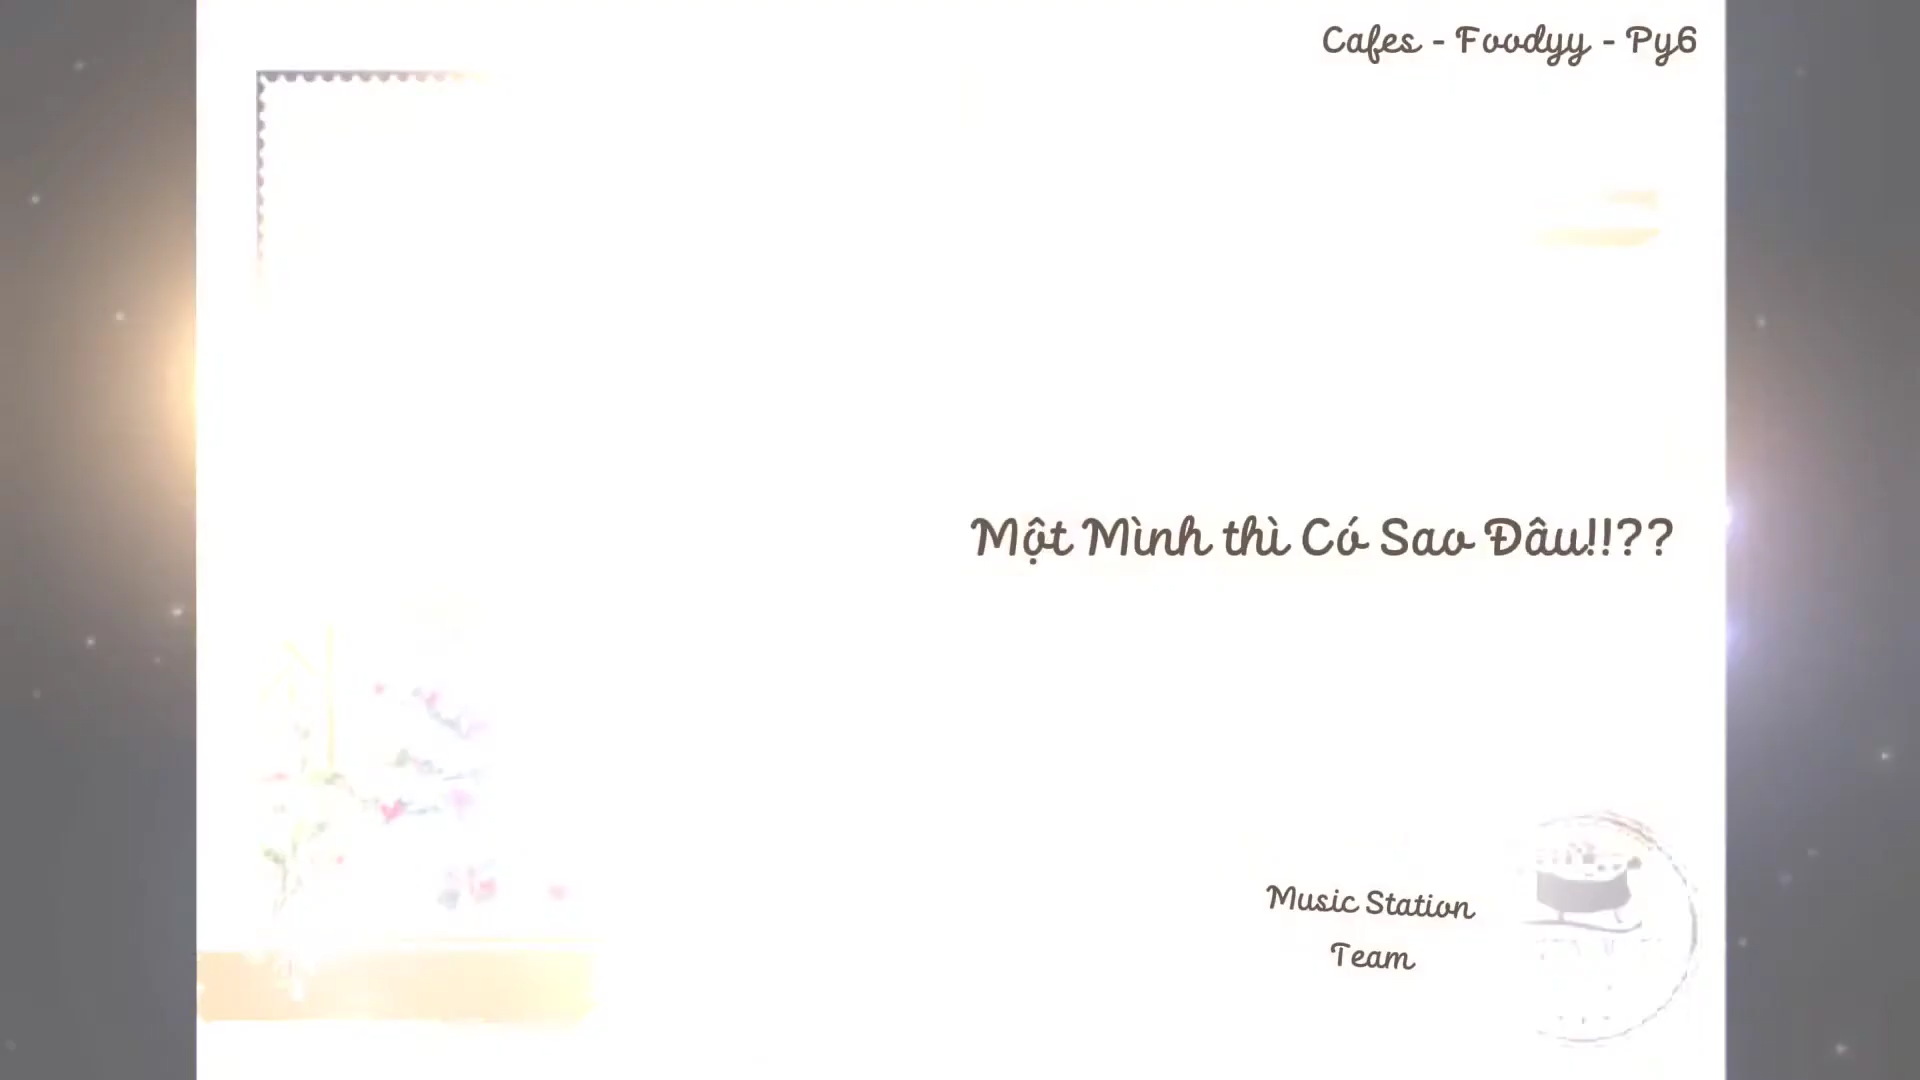 Cafes - Foodyy - Py6
Một Mình thì Có Sao Đâu!!??
Music Station
Team